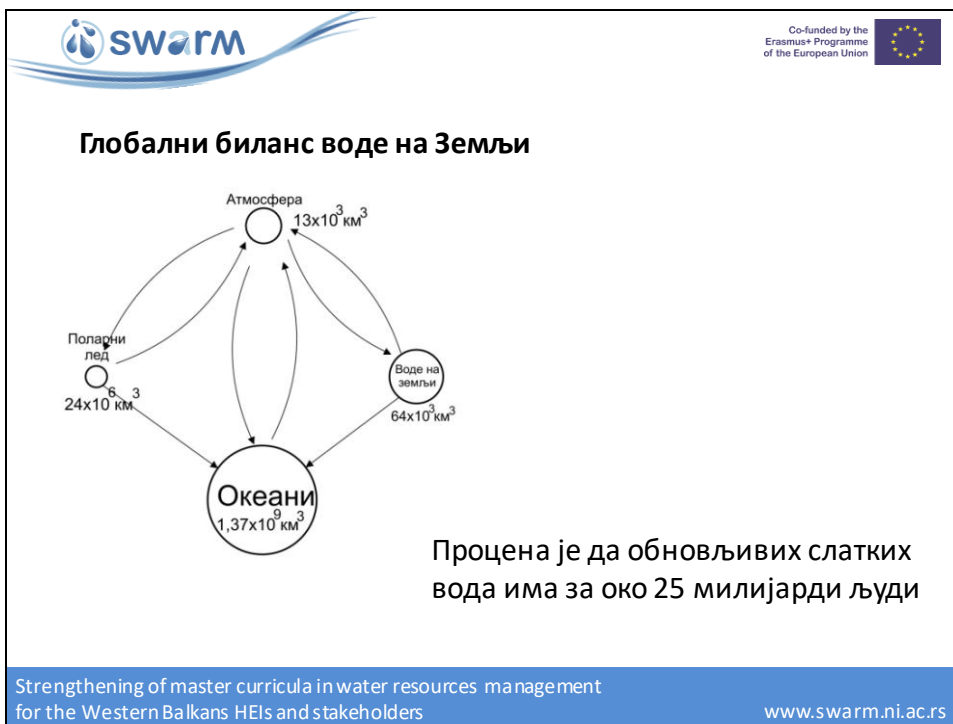 swarm
Co-funded by the
Erasmus+ Programme
of the European Union
Глобални биланс воде на Земљи
Атмосфера
13x10³км³
Поларни
лед
24x10⁶км³
Воде на
земљи
64x10³км³
Океани
1,37x10⁹км³
Процена је да обновљивих слатких
вода има за око 25 милијарди људи
Strengthening of master curricula in water resources management
for the Western Balkans HEIs and stakeholders
www.swarm.ni.ac.rs